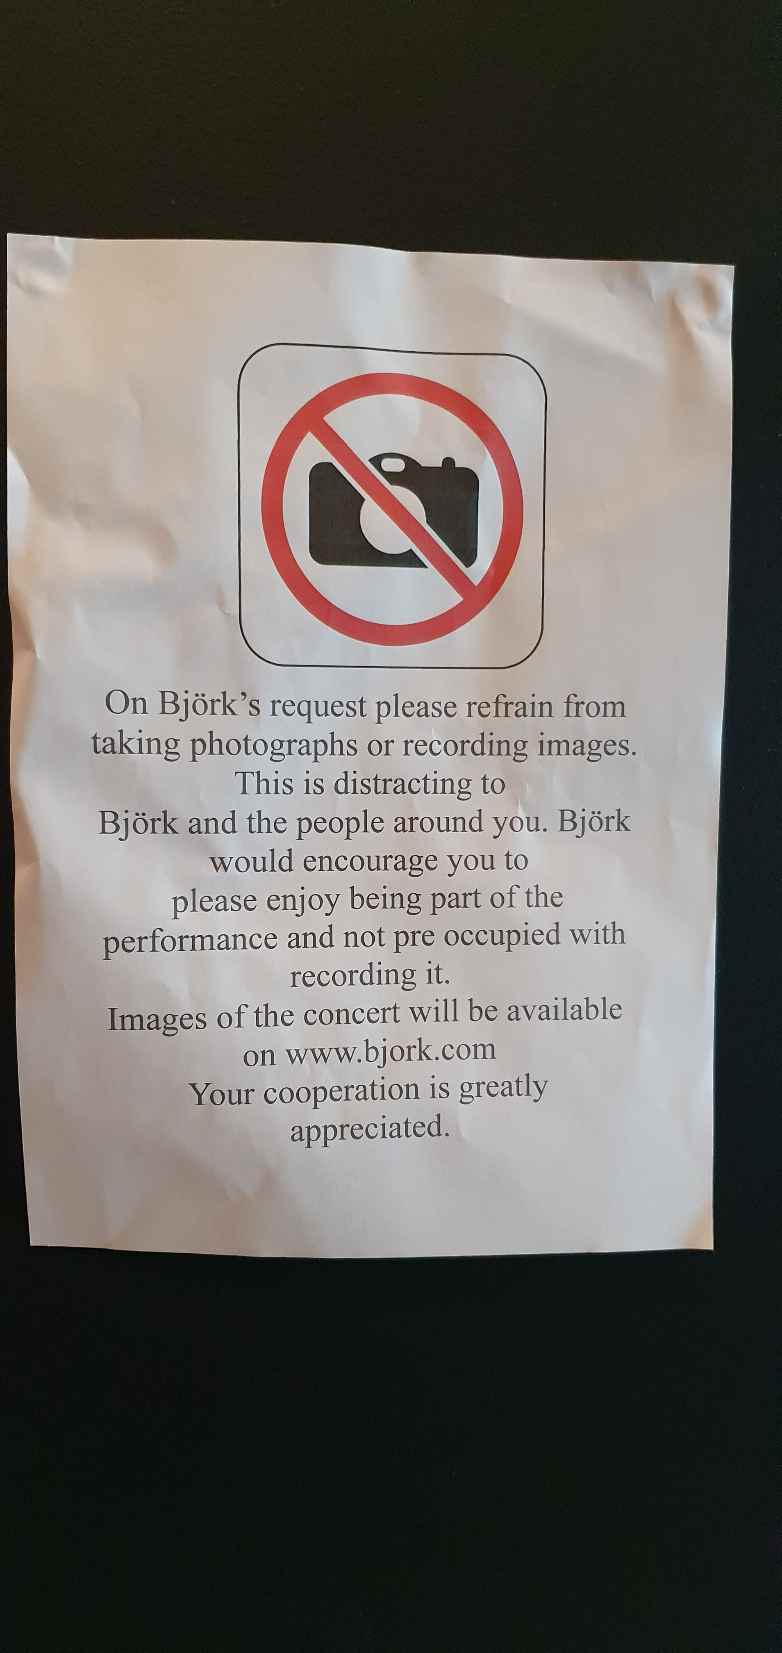 On Björk’s request please refrain from
taking photographs or recording images.
This is distracting to
Björk and the people around you. Björk
would encourage you to
please enjoy being part of the
performance and not pre occupied with
recording it.
Images of the concert will be available
on www.bjork.com
Your cooperation is greatly
appreciated.